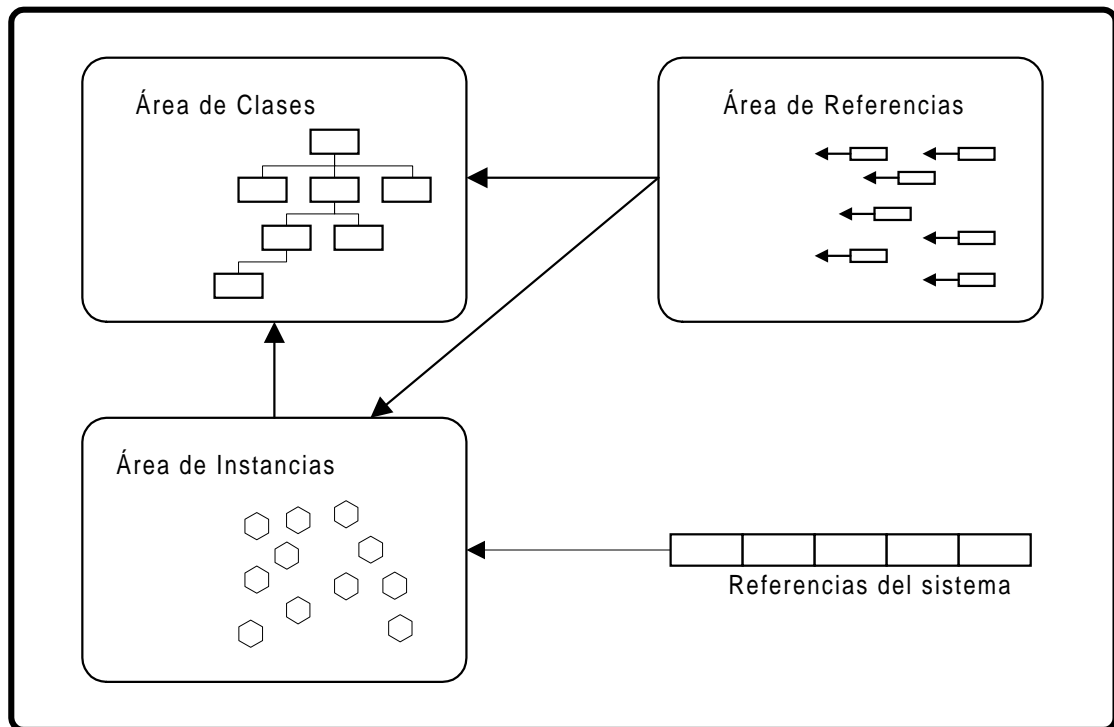 Área de Clases
Área de Referencias
Área de Instancias
Referencias del sistema